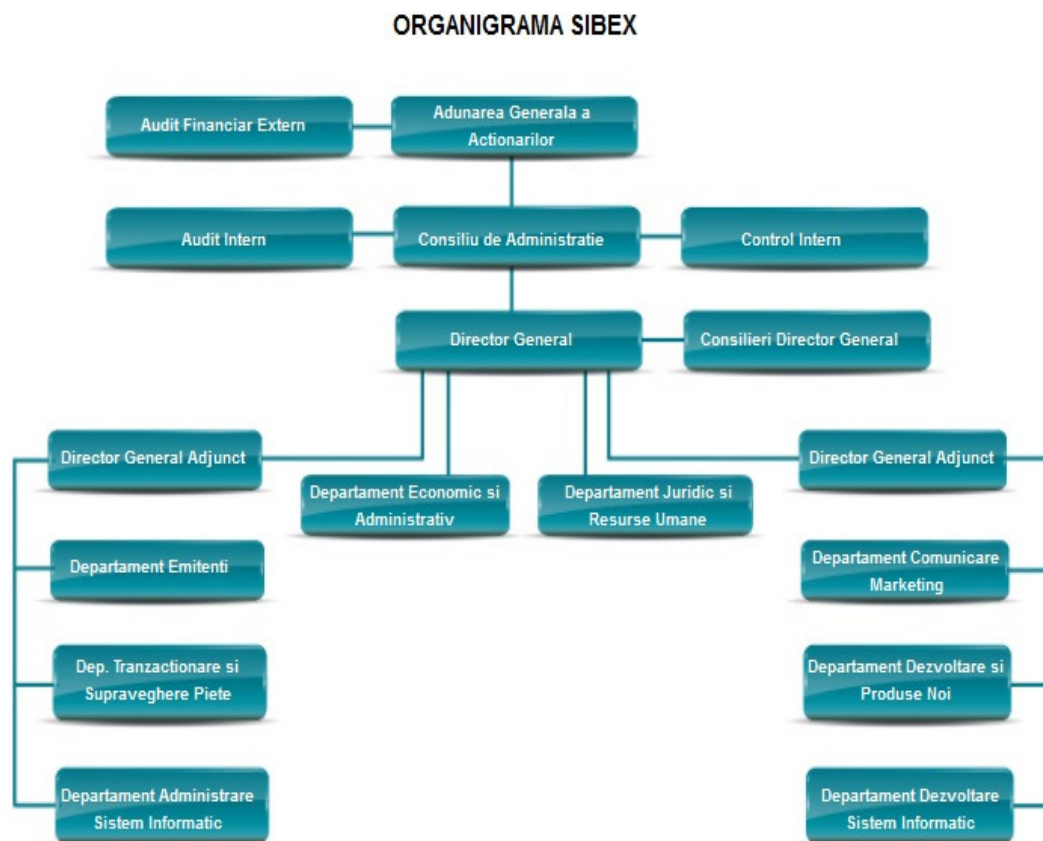 ORGANIGRAMA SIBEX
Audit Financiar Extern
Adunarea Generala a
Actionarilor
Audit Intern
Consiliu de Administratie
Control Intern
Director General
Consilieri Director General
Director General Adjunct
Director General Adjunct
Departament Economic si
Administrativ
Departament Juridic si
Resurse Umane
Departament Emitenti
Departament Comunicare
Marketing
Dep. Tranzactionare si
Supraveghere Piete
Departament Dezvoltare si
Produse Noi
Departament Administrare
Sistem Informatic
Departament Dezvoltare
Sistem Informatic